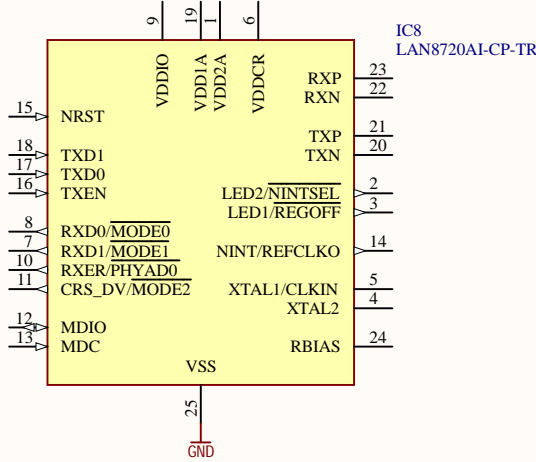 9
19
1
6
IC8
LAN8720AI-CP-TR
VDDIO
VDD1A
VDD2A
VDDCR
RXP 23
RXN 22
15 NRST
TXP 21
18 TXD1
TXN 20
17 TXD0
16 TXEN
LED2/NINTSEL 2
LED1/REGOFF 3
8 RXD0/MODE0
7 RXD1/MODE1
NINT/REFCLKO 14
10 RXER/PHYAD0
11 CRS_DV/MODE2
XTAL1/CLKIN 5
XTAL2 4
12 MDIO
13 MDC
RBIAS 24
VSS
25
GND